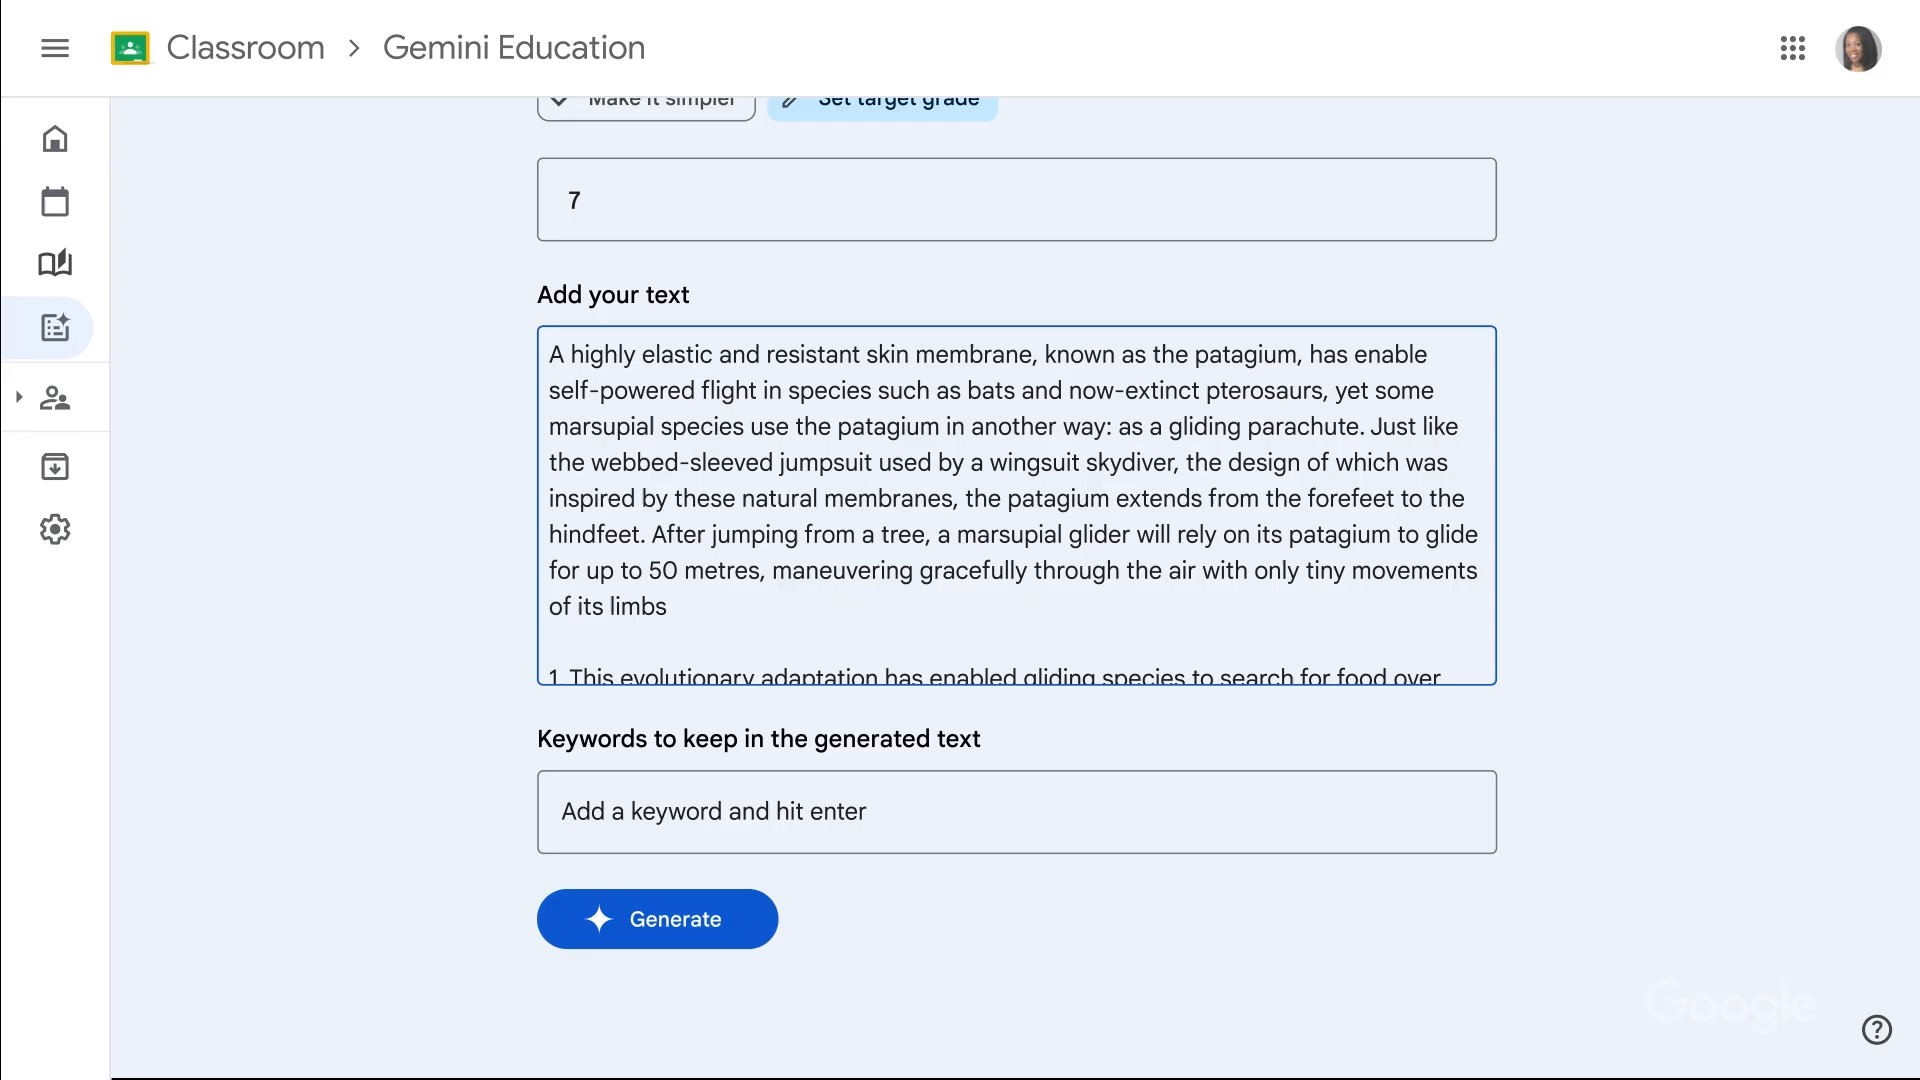 Classroom > Gemini Education
Make it simpler
Set target grade
7
Add your text
A highly elastic and resistant skin membrane, known as the patagium, has enable
self-powered flight in species such as bats and now-extinct pterosaurs, yet some
marsupial species use the patagium in another way: as a gliding parachute. Just like
the webbed-sleeved jumpsuit used by a wingsuit skydiver, the design of which was
inspired by these natural membranes, the patagium extends from the forefeet to the
hindfeet. After jumping from a tree, a marsupial glider will rely on its patagium to glide
for up to 50 metres, maneuvering gracefully through the air with only tiny movements
of its limbs
1. This evolutionary adaptation has enabled gliding species to search for food over
Keywords to keep in the generated text
Add a keyword and hit enter
Generate
Google